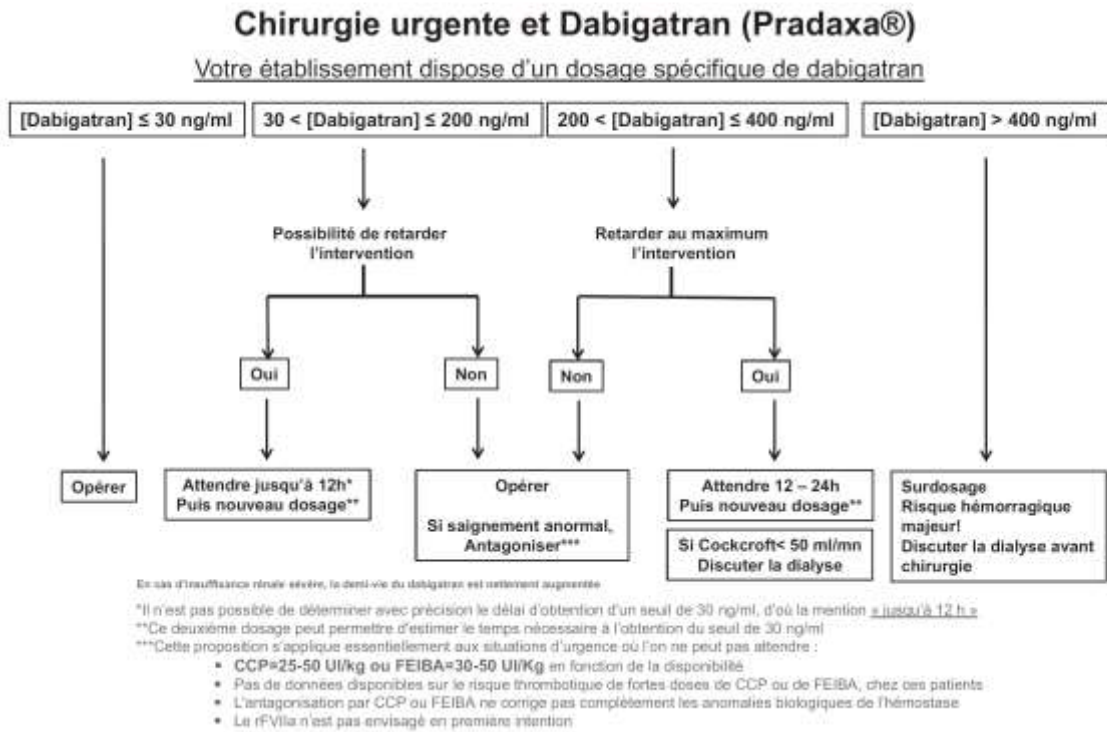 Chirurgie urgente et Dabigatran (Pradaxa®)
Votre établissement dispose d'un dosage spécifique de dabigatran
[Dabigatran] ≤ 30 ng/ml
30 < [Dabigatran] ≤ 200 ng/ml
200 < [Dabigatran] ≤ 400 ng/ml
[Dabigatran] > 400 ng/ml
Possibilité de retarder
l'intervention
Retarder au maximum
l'intervention
Oui
Non
Non
Oui
Opérer
Attendre jusqu'à 12h*
Puis nouveau dosage**
Opérer
Si saignement anormal,
Antagoniser***
Attendre 12 – 24h
Puis nouveau dosage**
Si Cockcroft< 50 ml/mn
Discuter la dialyse
Surdosage
Risque hémorragique
majeur!
Discuter la dialyse avant
chirurgie
En cas d'insuffisance rénale sévère, la demi-vie du dabigatran est nettement augmentée
*Il n'est pas possible de déterminer avec précision le délai d'obtention d'un seuil de 30 ng/ml, d'où la mention « jusqu'à 12 h »
**Ce deuxième dosage peut permettre d'estimer le temps nécessaire à l'obtention du seuil de 30 ng/ml
***Cette proposition s'applique essentiellement aux situations d'urgence où l'on ne peut pas attendre :
• CCP=25-50 UI/kg ou FEIBA=30-50 UI/Kg en fonction de la disponibilité
• Pas de données disponibles sur le risque thrombotique de fortes doses de CCP ou de FEIBA, chez ces patients
• L'antagonisation par CCP ou FEIBA ne corrige pas complètement les anomalies biologiques de l'hémostase
• Le rFVIIa n'est pas envisagé en première intention